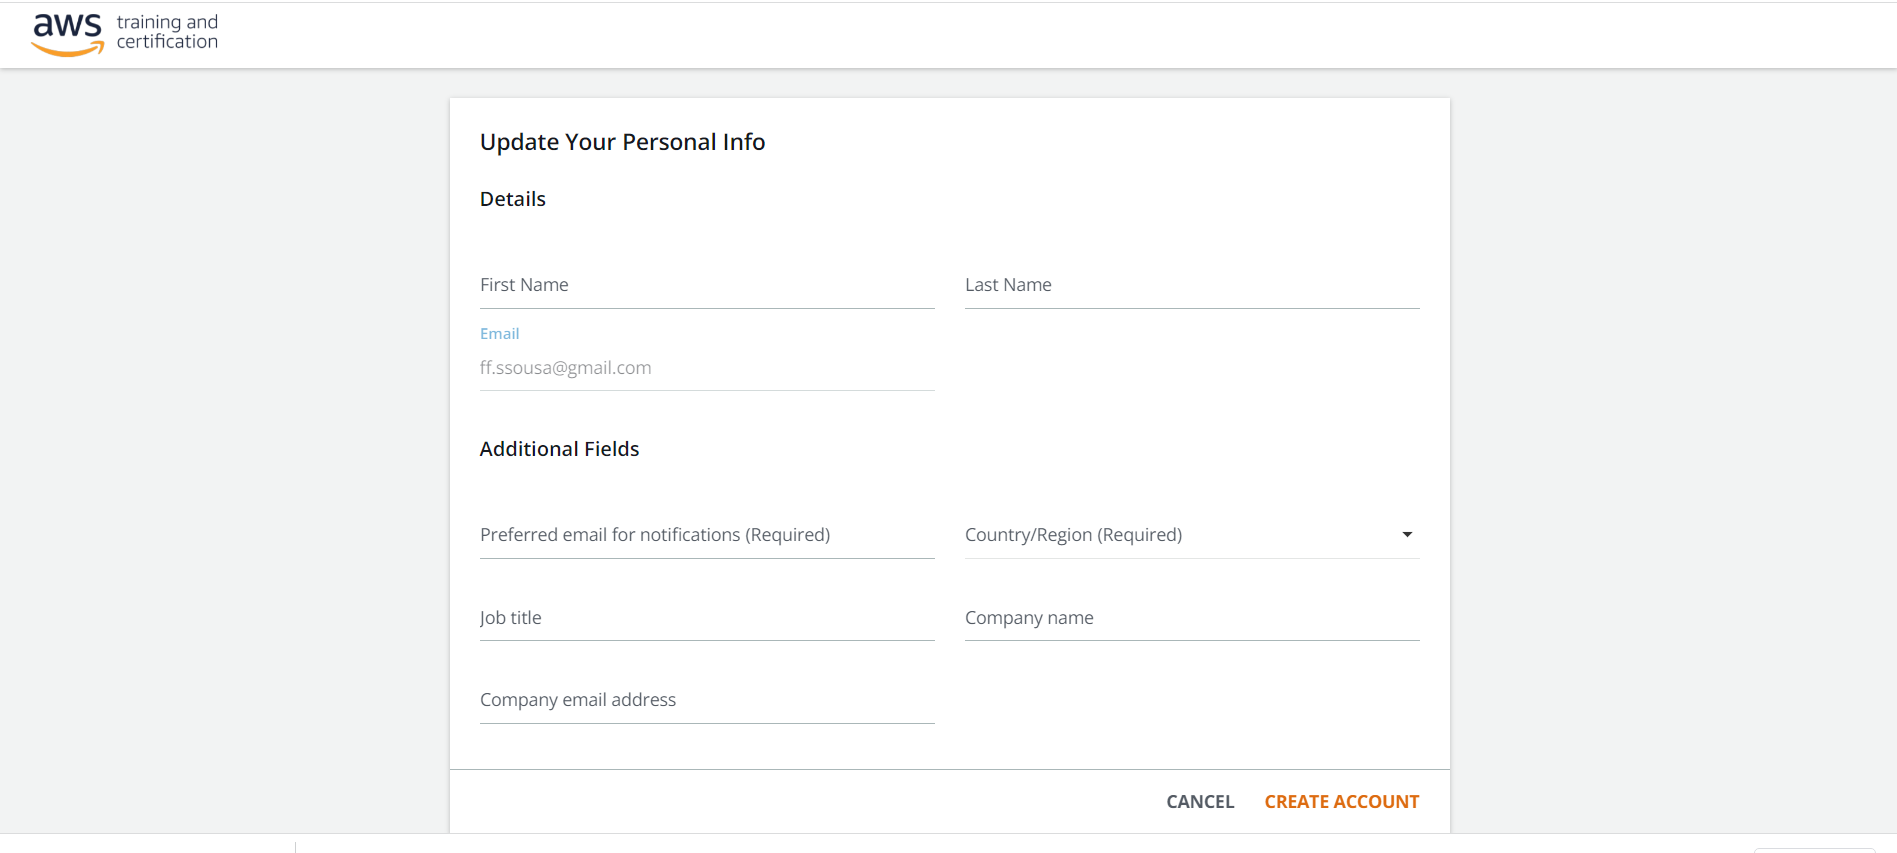 aws training and
certification
Update Your Personal Info
Details
First Name
Last Name
Email
ff.ssousa@gmail.com
Additional Fields
Preferred email for notifications (Required)
Country/Region (Required)
Job title
Company name
Company email address
CANCEL
CREATE ACCOUNT